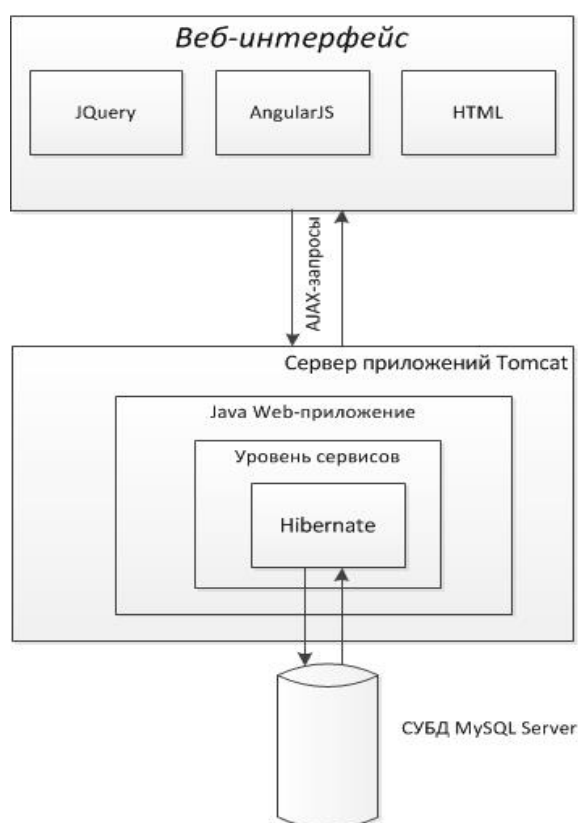 Веб-интерфейс
JQuery
AngularJS
HTML
AJAX-запросы
Сервер приложений Tomcat
Java Web-приложение
Уровень сервисов
Hibernate
СУБД MySQL Server